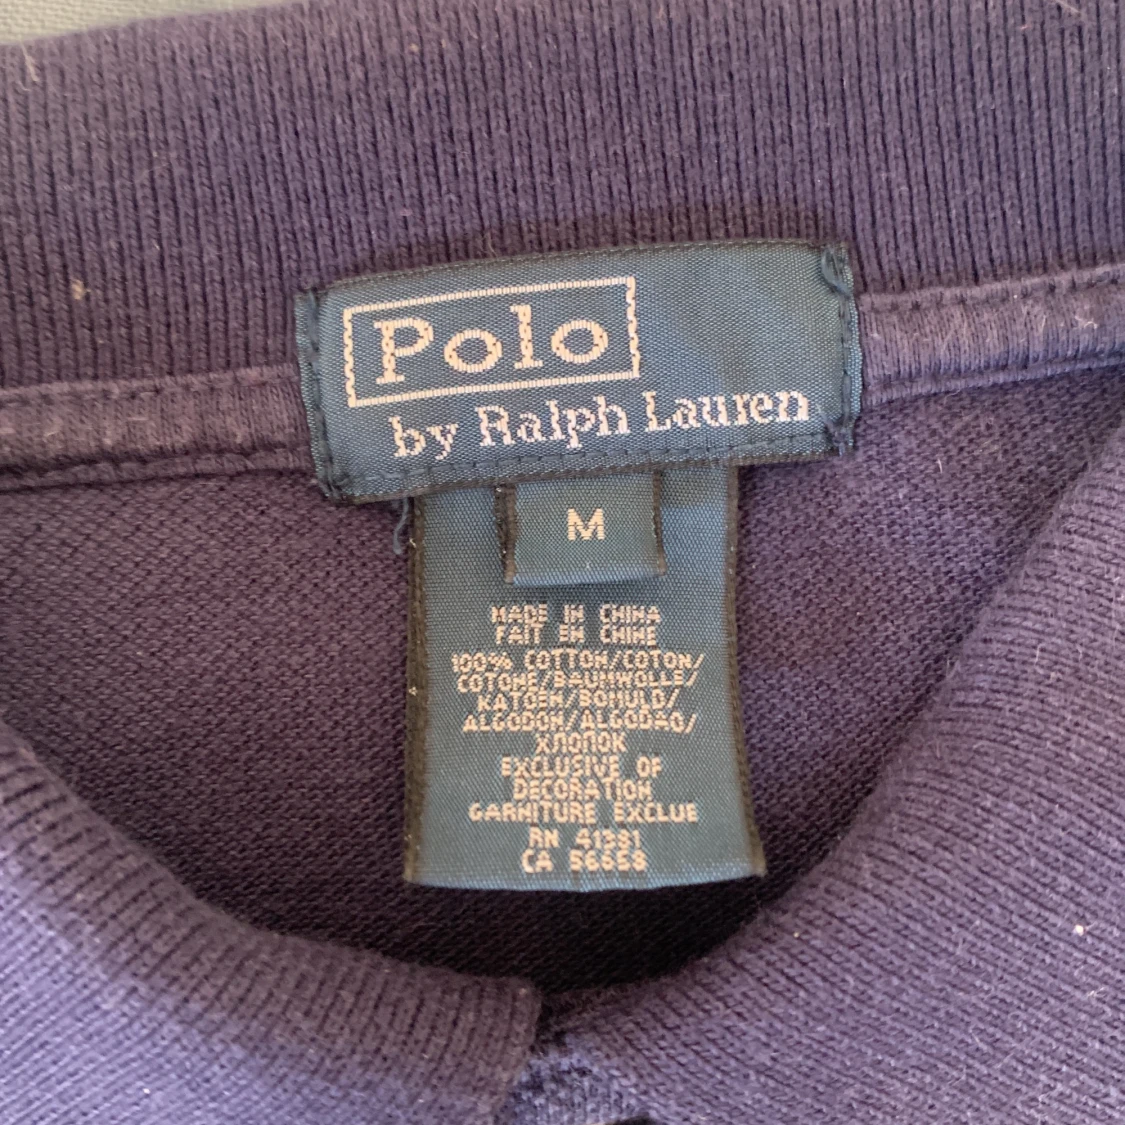 Polo
by Ralph Lauren
M
MADE IN CHINA
FAIT EN CHINE
100% COTTON/COTON/
COTONE/BAUMWOLLE/
KATOEN/BOMULD/
ALGODON/ALGODAO/
ХЛОПОК
EXCLUSIVE OF
DECORATION
GARNITURE EXCLUE
RN 41381
CA 56658